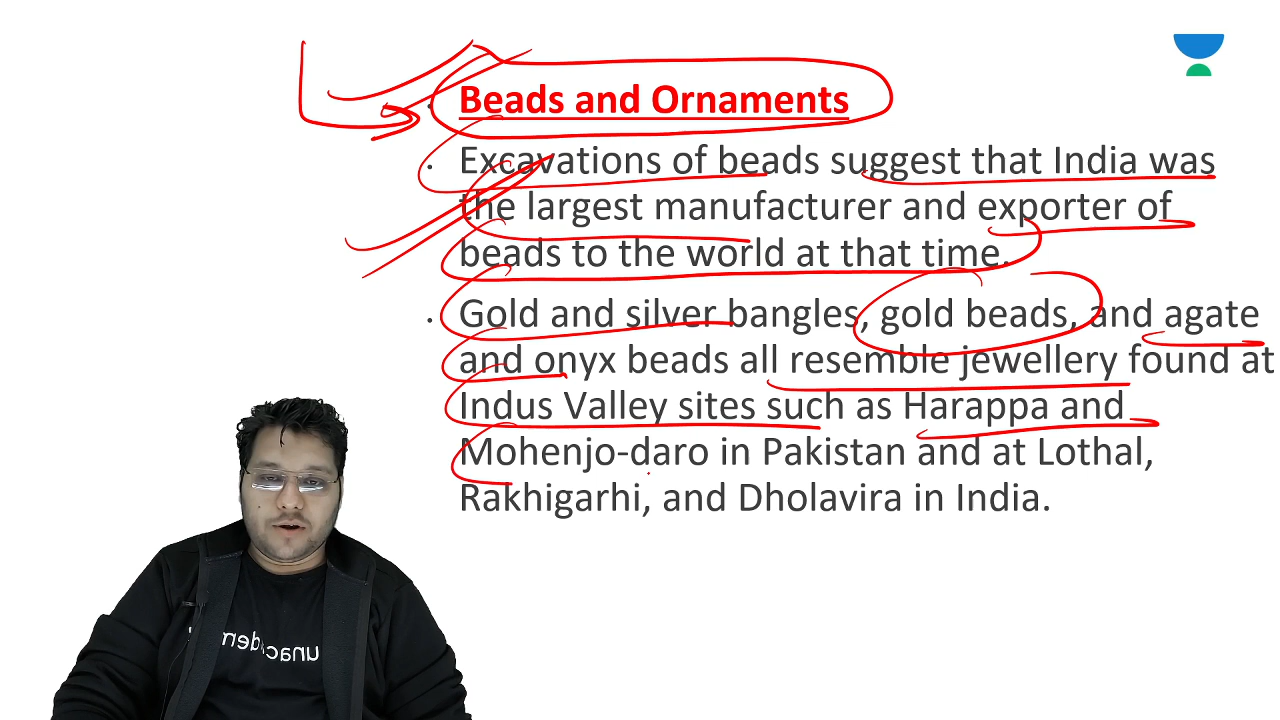 Beads and Ornaments
• Excavations of beads suggest that India was
the largest manufacturer and exporter of
beads to the world at that time.
• Gold and silver bangles, gold beads, and agate
and onyx beads all resemble jewellery found at
Indus Valley sites such as Harappa and
Mohenjo-daro in Pakistan and at Lothal,
Rakhigarhi, and Dholavira in India.
unacadem